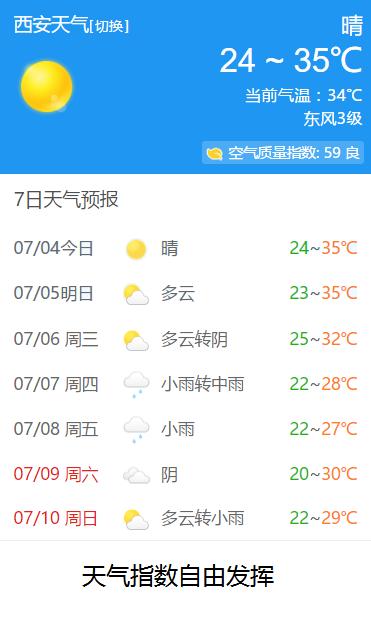 西安天气[切换]
晴
24 ~ 35℃
当前气温：34℃
东风3级
空气质量指数: 59 良
7日天气预报
07/04今日 晴 24~35℃
07/05明日 多云 23~35℃
07/06 周三 多云转阴 25~32℃
07/07 周四 小雨转中雨 22~28℃
07/08 周五 小雨 22~27℃
07/09 周六 阴 20~30℃
07/10 周日 多云转小雨 22~29℃
天气指数自由发挥